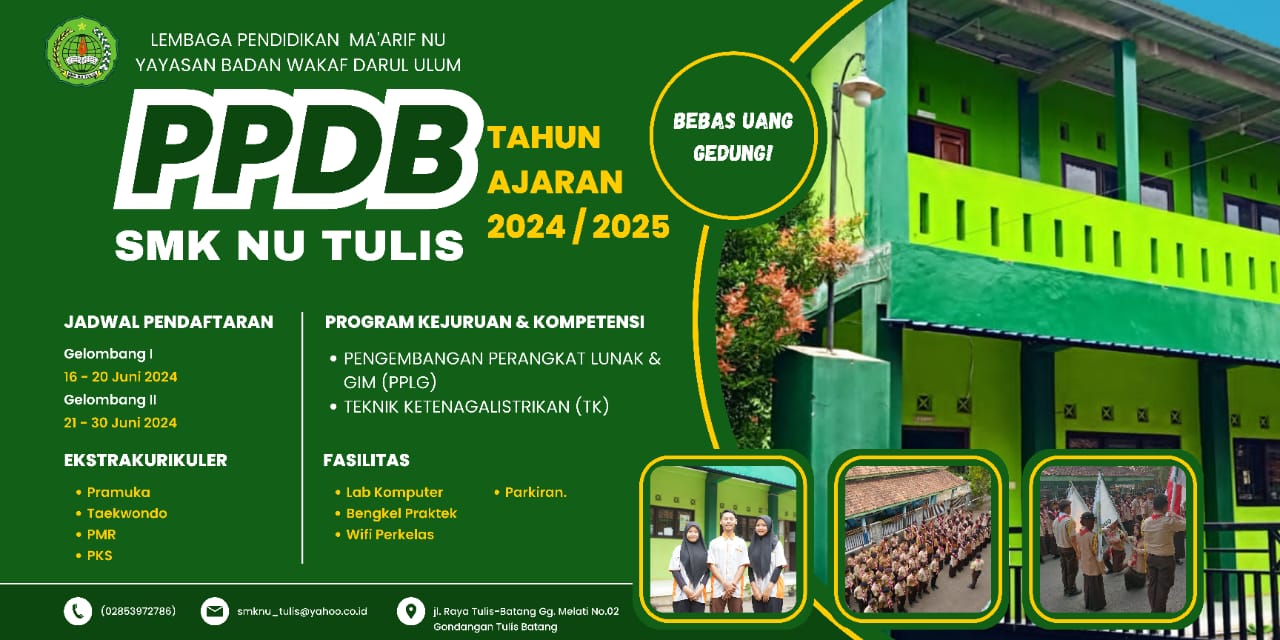 LEMBAGA PENDIDIKAN MA'ARIF NU
YAYASAN BADAN WAKAF DARUL ULUM
PPDB
SMK NU TULIS
TAHUN
AJARAN
2024 / 2025
BEBAS UANG
GEDUNG!
JADWAL PENDAFTARAN
Gelombang I
16 - 20 Juni 2024
Gelombang II
21 - 30 Juni 2024
PROGRAM KEJURUAN & KOMPETENSI
• PENGEMBANGAN PERANGKAT LUNAK &
GIM (PPLG)
• TEKNIK KETENAGALISTRIKAN (TK)
EKSTRAKURIKULER
• Pramuka
• Taekwondo
• PMR
• PKS
FASILITAS
• Lab Komputer
• Bengkel Praktek
• Wifi Perkelas
• Parkiran.
(02853972786)
smknu_tulis@yahoo.co.id
jl. Raya Tulis-Batang Gg. Melati No.02
Gondangan Tulis Batang